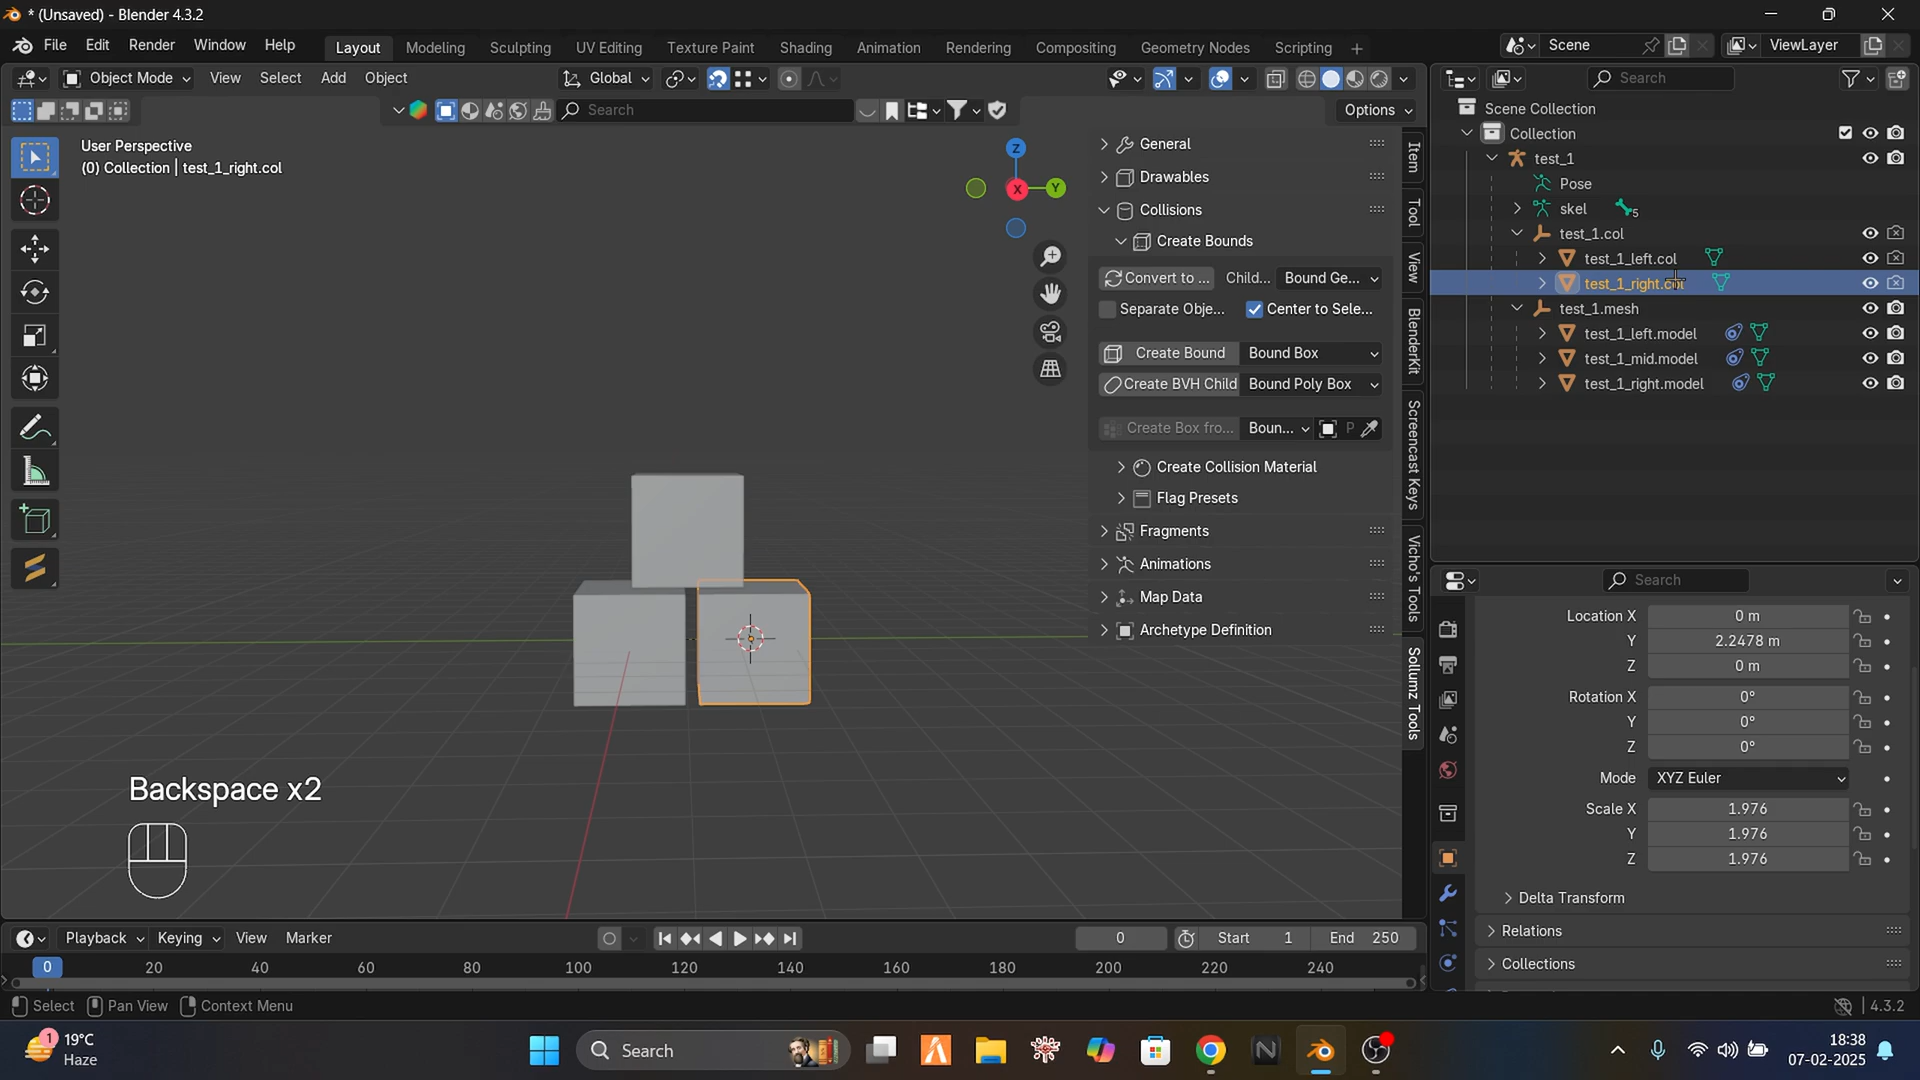 * (Unsaved) - Blender 4.3.2
File Edit Render Window Help
Layout Modeling Sculpting UV Editing Texture Paint Shading Animation Rendering Compositing Geometry Nodes Scripting +
Scene
ViewLayer
Object Mode View Select Add Object
Global
Search
Search
Options
User Perspective
(0) Collection | test_1_right.col
Z
X
Y
General
Drawables
Collisions
Create Bounds
Convert to ... Child... Bound Ge...
Separate Obje... Center to Sele...
Create Bound Bound Box
Create BVH Child Bound Poly Box
Create Box fro... Boun... P
Create Collision Material
Flag Presets
Fragments
Animations
Map Data
Archetype Definition
Item
Tool
View
BlenderKit
Screencast Keys
Vicho's Tools
Sollumz Tools
Scene Collection
Collection
test_1
Pose
skel 5
test_1.col
test_1_left.col
test_1_right.col
test_1.mesh
test_1_left.model
test_1_mid.model
test_1_right.model
Search
Location X 0 m
Y 2.2478 m
Z 0 m
Rotation X 0°
Y 0°
Z 0°
Mode XYZ Euler
Scale X 1.976
Y 1.976
Z 1.976
Delta Transform
Relations
Collections
Backspace x2
Playback Keying View Marker
0 Start 1 End 250
0 20 40 60 80 100 120 140 160 180 200 220 240
Select Pan View Context Menu
4.3.2
1
19°C
Haze
Search
18:38
07-02-2025